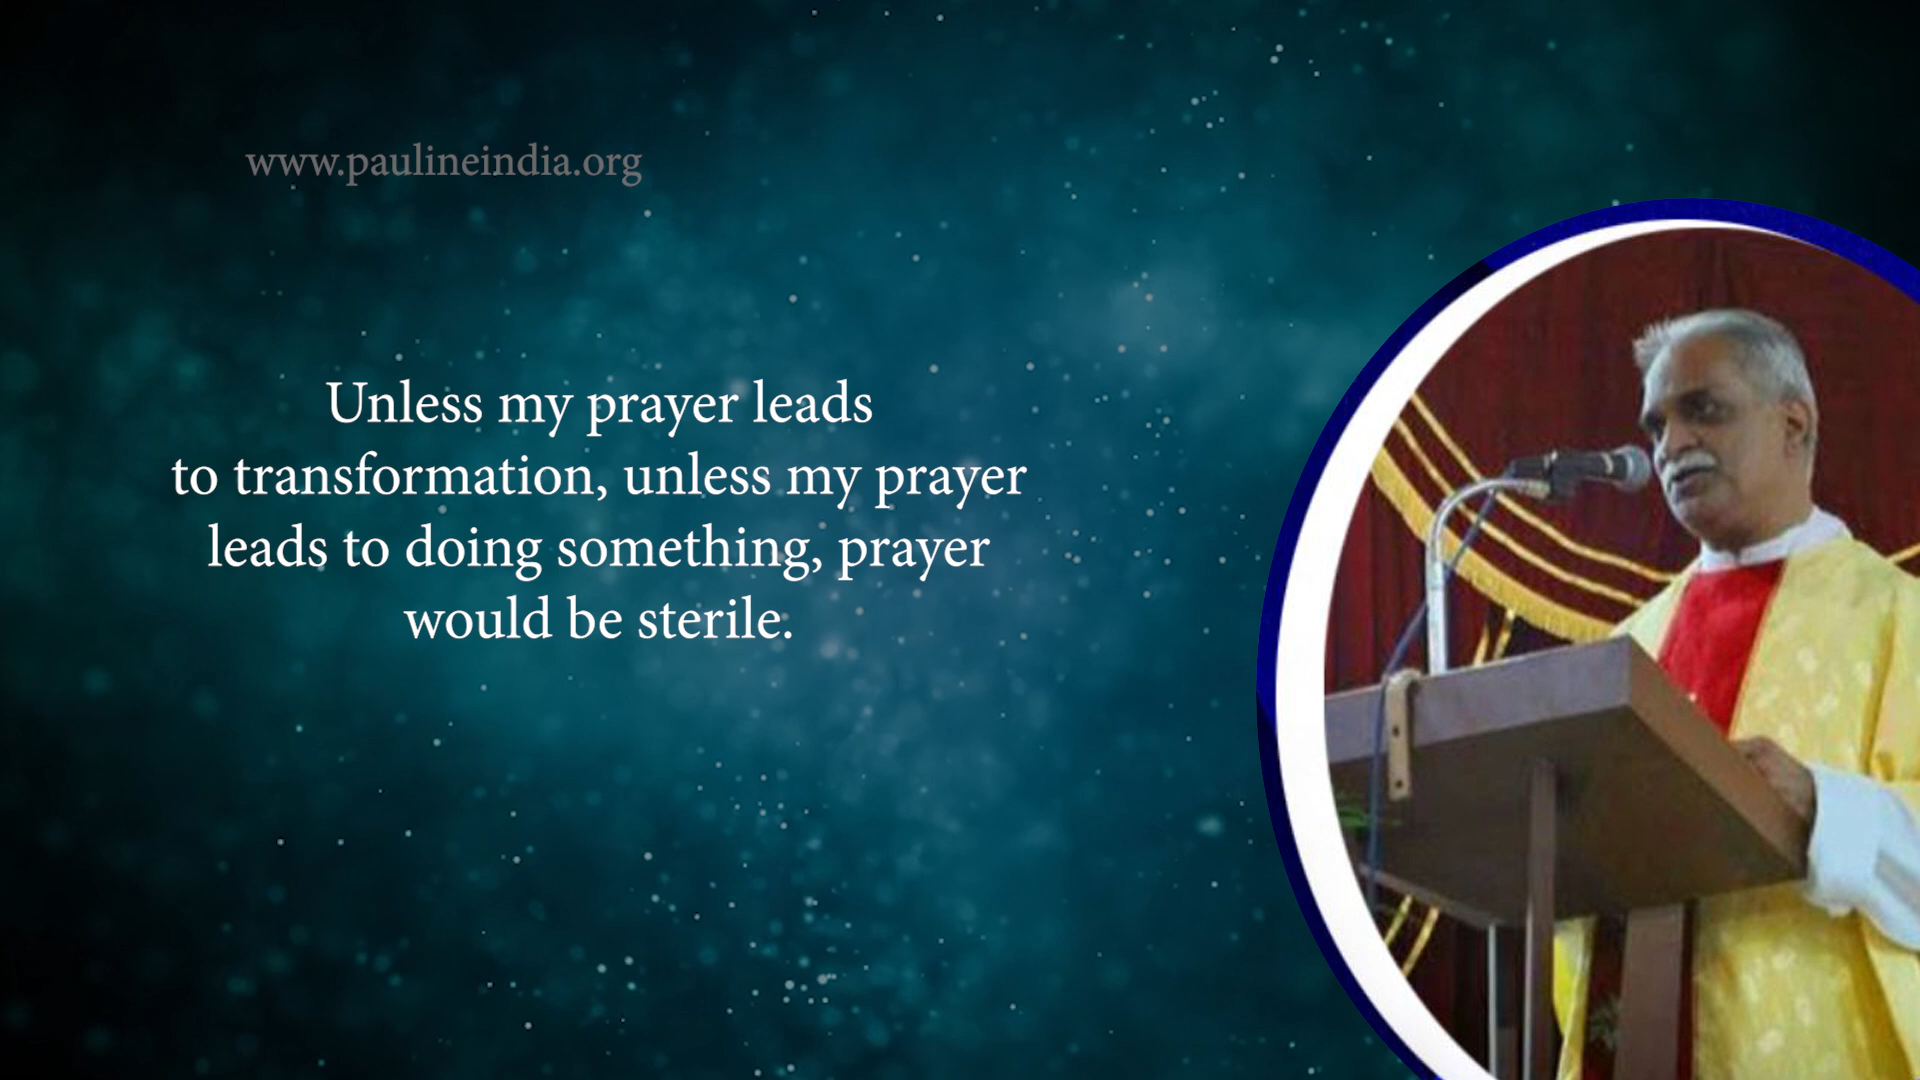 www.paulineindia.org
Unless my prayer leads
to transformation, unless my prayer
leads to doing something, prayer
would be sterile.